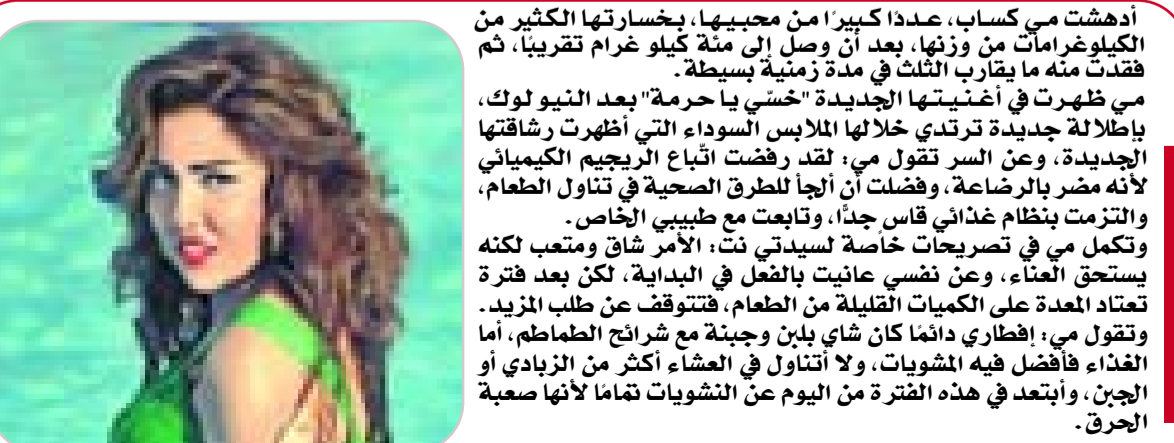 أدهشت مي كساب، عددًا كبيرًا من محبيها، بخسارتها الكثير من
الكيلوغرامات من وزنها، بعد أن وصل إلى مئة كيلو غرام تقريبًا، ثم
فقدت منه ما يقارب الثلث في مدة زمنية بسيطة.
مي ظهرت في أغنيتها الجديدة "خسّي يا حرمة" بعد النيو لوك،
بإطلالة جديدة ترتدي خلالها الملابس السوداء التي أظهرت رشاقتها
الجديدة، وعن السر تقول مي: لقد رفضت اتّباع الريجيم الكيميائي
لأنه مضر بالرضاعة، وفضلت أن ألجأ للطرق الصحية في تناول الطعام،
والتزمت بنظام غذائي قاس جدًّا، وتابعت مع طبيبي الخاص.
وتكمل مي في تصريحات خاصة لسيدتي نت: الأمر شاق ومتعب لكنه
يستحق العناء، وعن نفسي عانيت بالفعل في البداية، لكن بعد فترة
تعتاد المعدة على الكميات القليلة من الطعام، فتتوقف عن طلب المزيد.
وتقول مي: إفطاري دائمًا كان شاي بلبن وجبنة مع شرائح الطماطم، أما
الغذاء فأفضل فيه المشويات، ولا أتناول في العشاء أكثر من الزبادي أو
الجبن، وأبتعد في هذه الفترة من اليوم عن النشويات تمامًا لأنها صعبة
الحرق.